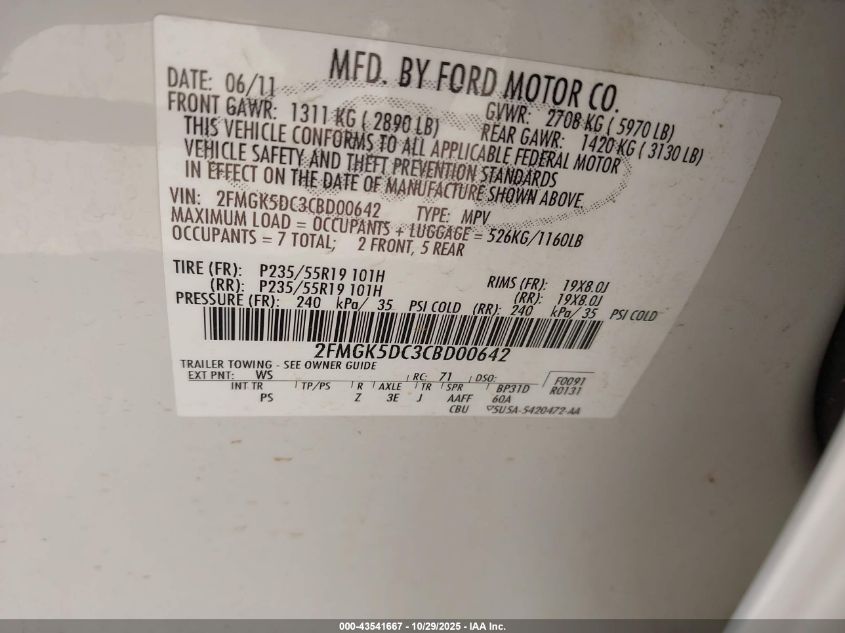 MFD. BY FORD MOTOR CO.
DATE: 06/11 GVWR: 2708 KG ( 5970 LB)
FRONT GAWR: 1311 KG ( 2890 LB) REAR GAWR: 1420 KG ( 3130 LB)
THIS VEHICLE CONFORMS TO ALL APPLICABLE FEDERAL MOTOR
VEHICLE SAFETY AND THEFT PREVENTION STANDARDS
IN EFFECT ON THE DATE OF MANUFACTURE SHOWN ABOVE.
VIN: 2FMGK5DC3CBD00642 TYPE: MPV
MAXIMUM LOAD = OCCUPANTS + LUGGAGE = 526KG/1160LB
OCCUPANTS = 7 TOTAL; 2 FRONT, 5 REAR
TIRE (FR): P235/55R19 101H RIMS (FR): 19X8.0J
(RR): P235/55R19 101H (RR): 19X8.0J
PRESSURE (FR): 240 kPa/ 35 PSI COLD (RR): 240 kPa/ 35 PSI COLD
2FMGK5DC3CBD00642
TRAILER TOWING - SEE OWNER GUIDE
EXT PNT: WS RC: 71 DSO: F0091
INT TR TP/PS R AXLE TR SPR BP31D R0131
PS Z 3E J AAFF 60A
CBU 5U5A-5420472-AA
000-43541667 - 10/29/2025 - IAA Inc.